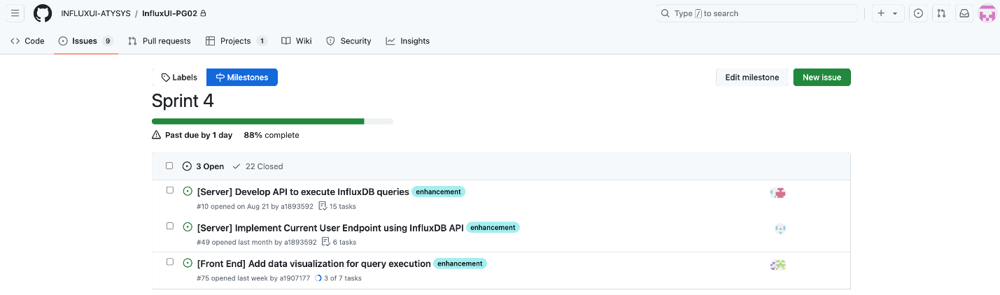 INFLUXUI-ATYSYS / InfluxUI-PG02
Type / to search
Code Issues 9 Pull requests Projects 1 Wiki Security Insights
Labels Milestones
Edit milestone New issue
Sprint 4
Past due by 1 day 88% complete
3 Open 22 Closed
[Server] Develop API to execute InfluxDB queries enhancement
#10 opened on Aug 21 by a1893592 15 tasks
[Server] Implement Current User Endpoint using InfluxDB API enhancement
#49 opened last month by a1893592 6 tasks
[Front End] Add data visualization for query execution enhancement
#75 opened last week by a1907177 3 of 7 tasks